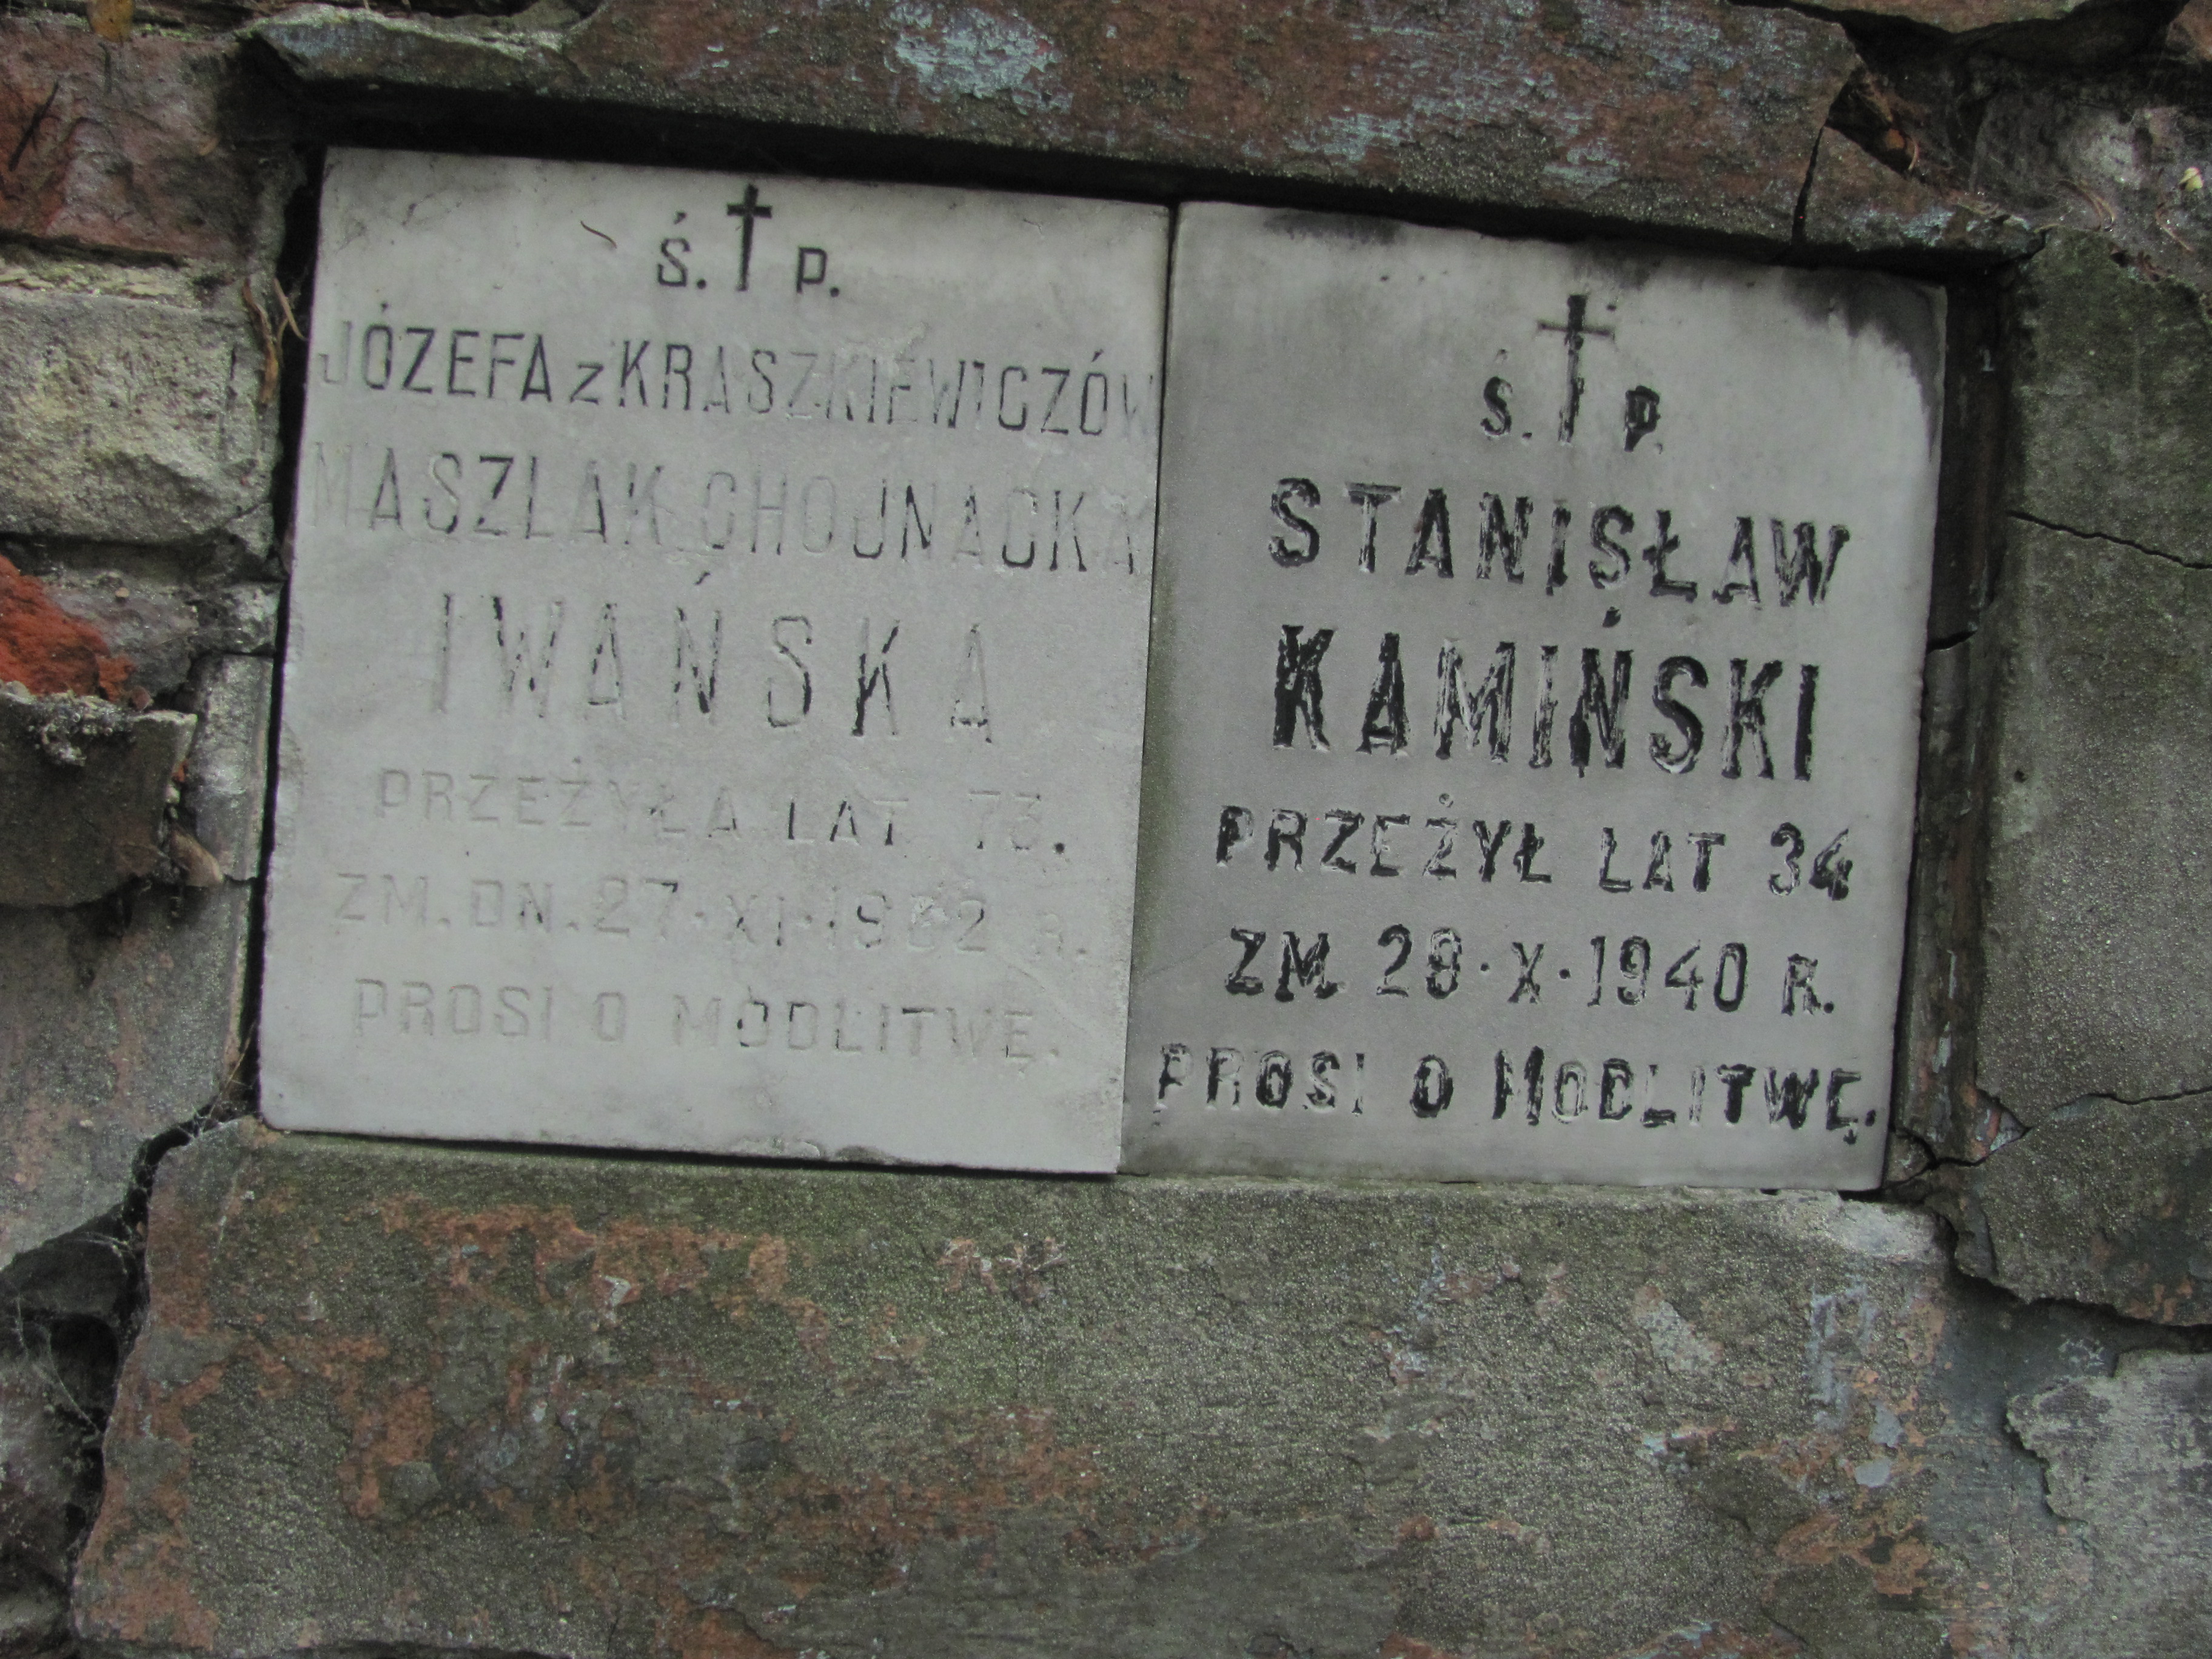 Ś. † P.
JÓZEFA Z KRASZKIEWICZÓW
MASZLAK CHOJNACKA
IWAŃSKA
PRZEŻYŁA LAT 73.
ZM. DN. 27·XI·1962 R.
PROSI O MODLITWĘ.
Ś. † P.
STANISŁAW
KAMIŃSKI
PRZEŻYŁ LAT 34
ZM. 28·X·1940 R.
PROSI O MODLITWĘ.